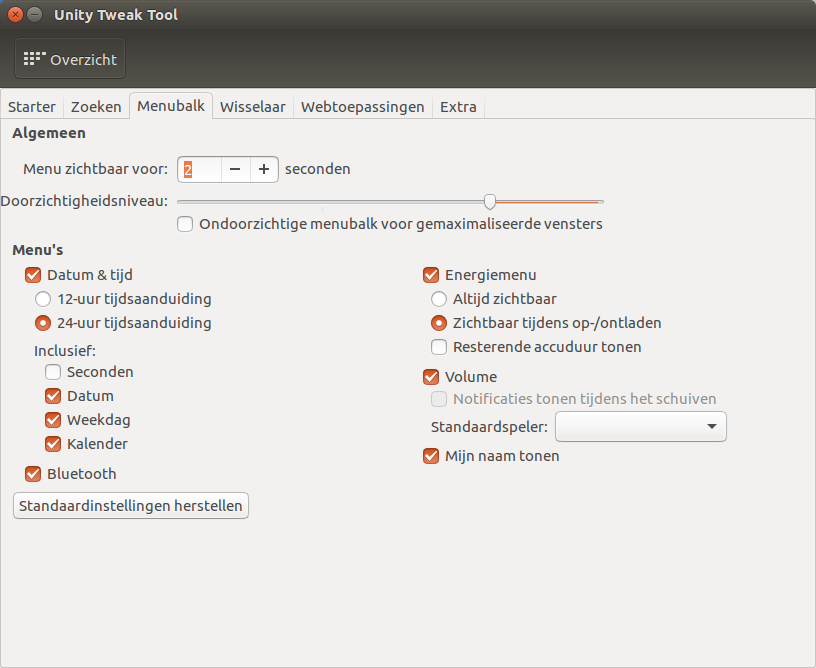 Unity Tweak Tool
Overzicht
Starter Zoeken Menubalk Wisselaar Webtoepassingen Extra
Algemeen
Menu zichtbaar voor: 2 − + seconden
Doorzichtigheidsniveau:
Ondoorzichtige menubalk voor gemaximaliseerde vensters
Menu's
Datum & tijd
12-uur tijdsaanduiding
24-uur tijdsaanduiding
Inclusief:
Seconden
Datum
Weekdag
Kalender
Bluetooth
Standaardinstellingen herstellen
Energiemenu
Altijd zichtbaar
Zichtbaar tijdens op-/ontladen
Resterende accuduur tonen
Volume
Notificaties tonen tijdens het schuiven
Standaardspeler:
Mijn naam tonen